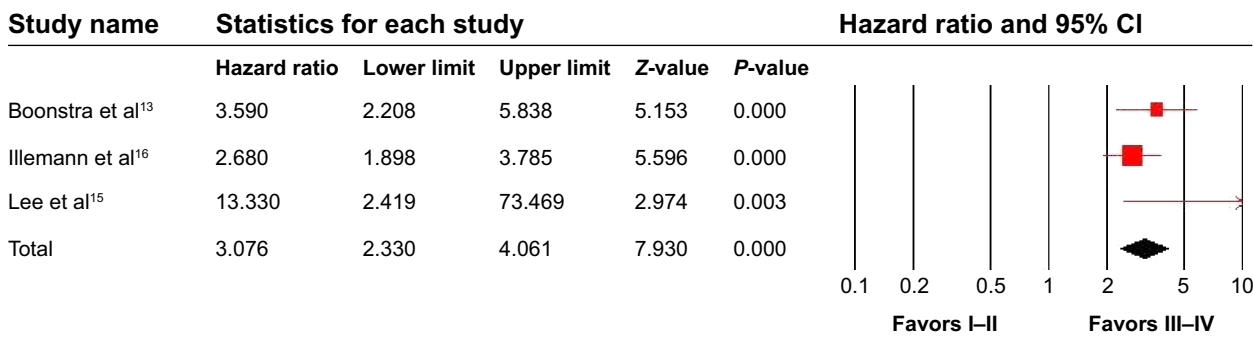 Study name Statistics for each study Hazard ratio and 95% CI
Hazard ratio Lower limit Upper limit Z-value P-value
Boonstra et al13 3.590 2.208 5.838 5.153 0.000
Illemann et al16 2.680 1.898 3.785 5.596 0.000
Lee et al15 13.330 2.419 73.469 2.974 0.003
Total 3.076 2.330 4.061 7.930 0.000
0.1 0.2 0.5 1 2 5 10
Favors I–II Favors III–IV